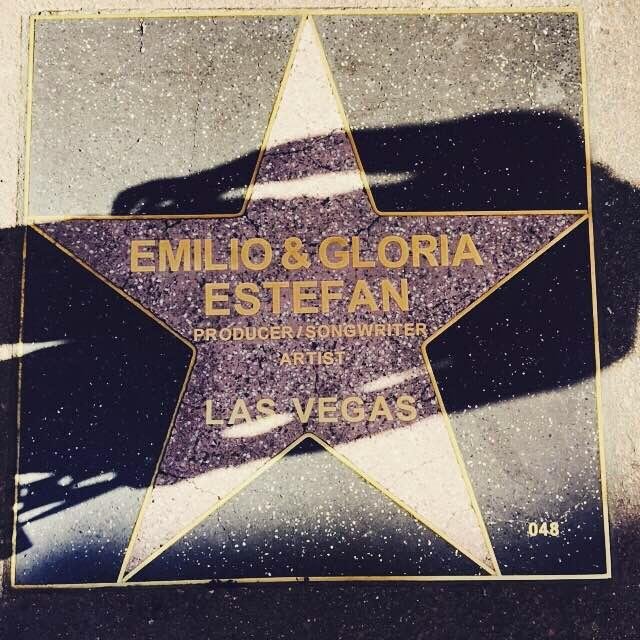 EMILIO & GLORIA
ESTEFAN
PRODUCER/SONGWRITER
ARTIST
LAS VEGAS
048